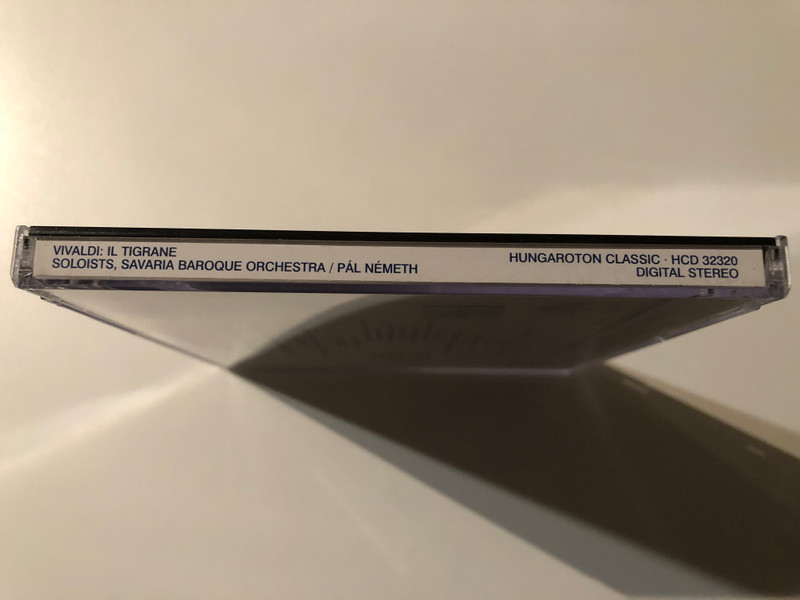 VIVALDI: IL TIGRANE
SOLOISTS, SAVARIA BAROQUE ORCHESTRA / PÁL NÉMETH
HUNGAROTON CLASSIC · HCD 32320
DIGITAL STEREO